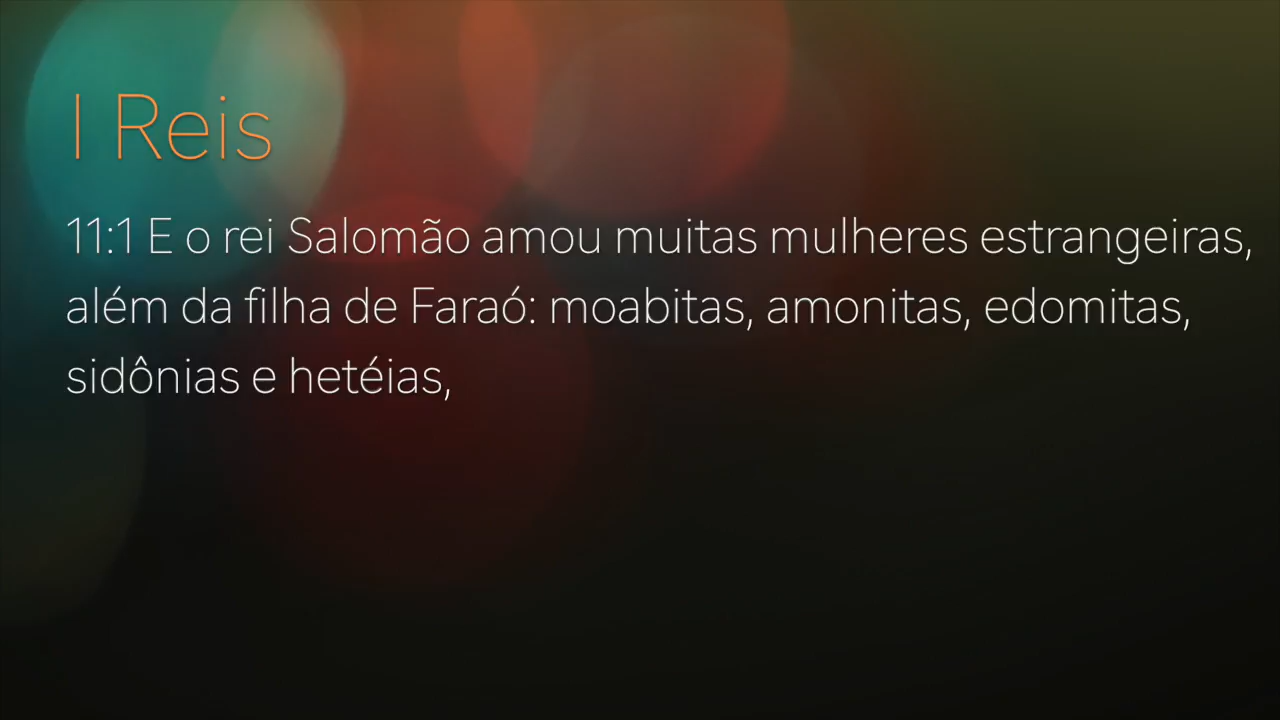 I Reis
11:1 E o rei Salomão amou muitas mulheres estrangeiras,
além da filha de Faraó: moabitas, amonitas, edomitas,
sidônias e hetéias,